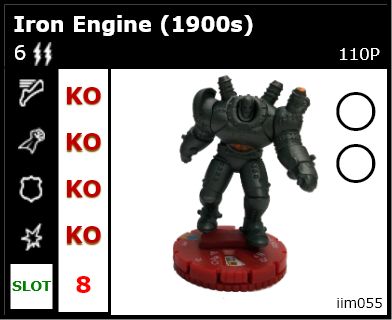 Iron Engine (1900s)
6
110P
KO
KO
KO
KO
SLOT 8
iim055